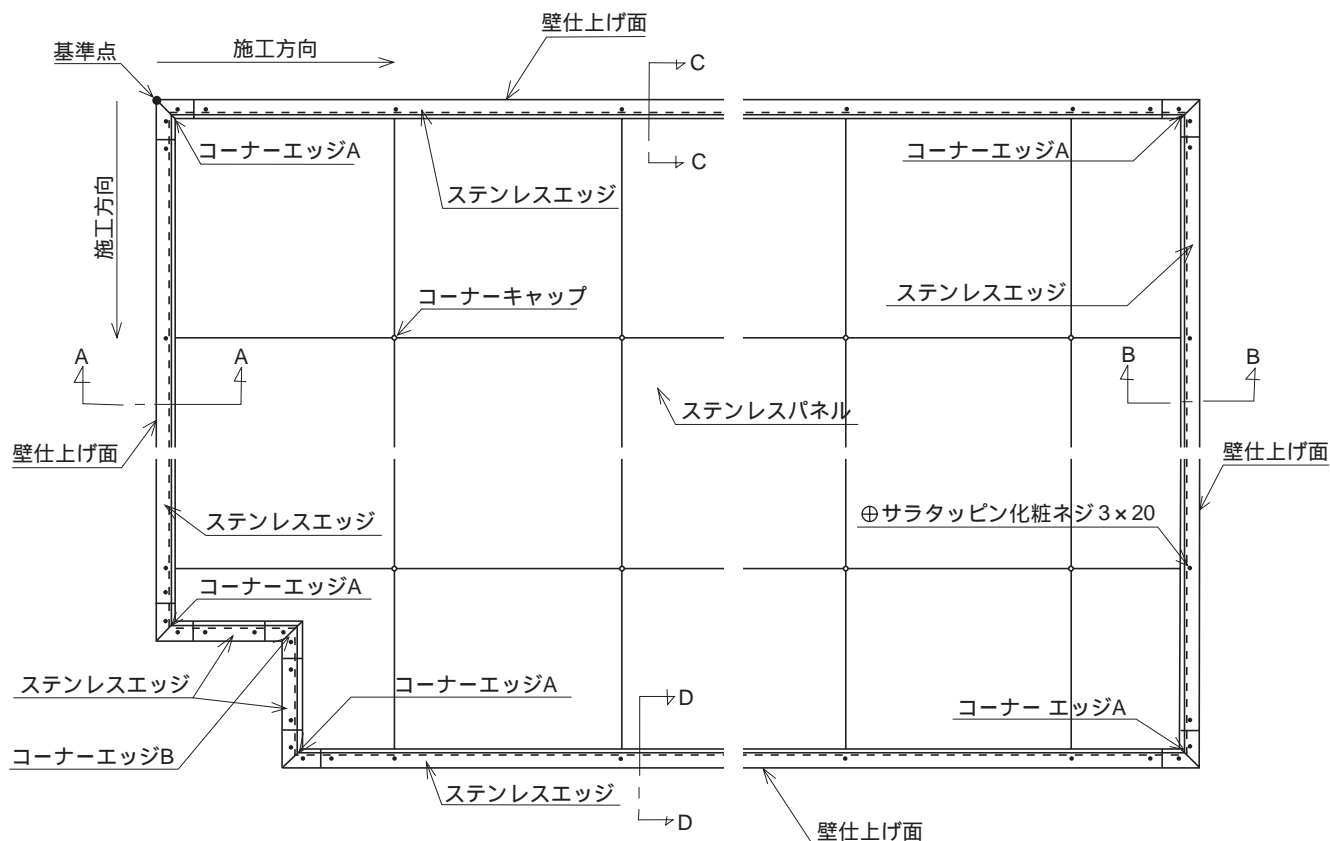 壁仕上げ面
基準点
施工方向
C
コーナーエッジA
コーナーエッジA
C
施工方向
ステンレスエッジ
ステンレスエッジ
コーナーキャップ
A
A
B
B
ステンレスパネル
壁仕上げ面
壁仕上げ面
ステンレスエッジ
⊕サラタッピン化粧ネジ3×20
コーナーエッジA
ステンレスエッジ
コーナーエッジA
D
コーナー エッジA
コーナーエッジB
ステンレスエッジ
D
壁仕上げ面